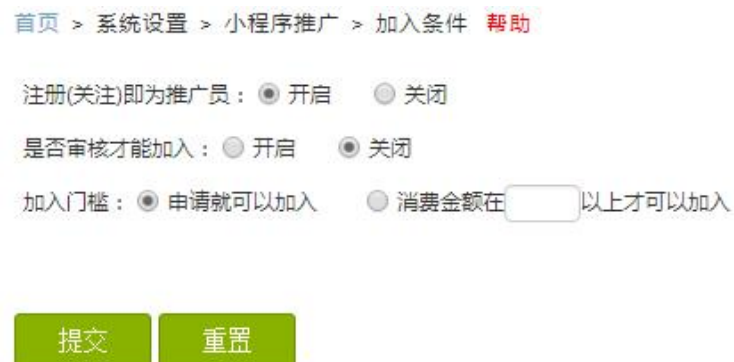 首页 > 系统设置 > 小程序推广 > 加入条件 帮助
注册(关注)即为推广员： 开启 关闭
是否审核才能加入： 开启 关闭
加入门槛： 申请就可以加入 消费金额在 以上才可以加入
提交 重置